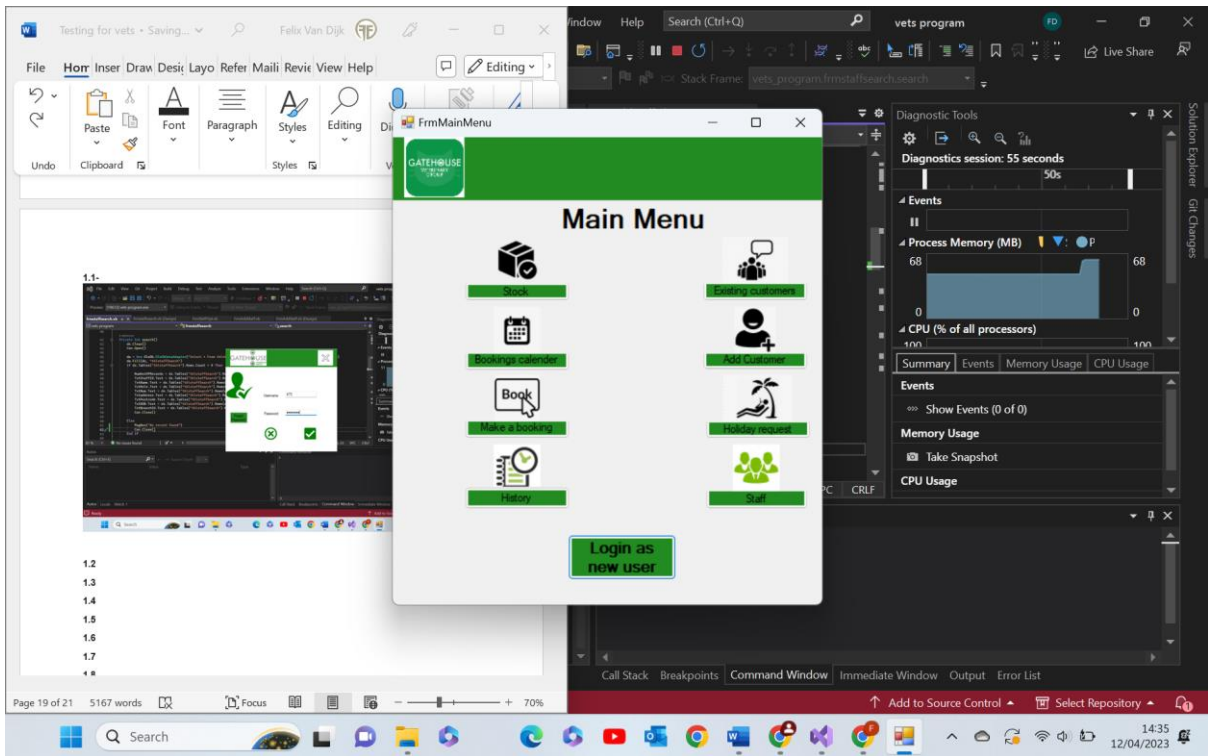 Testing for vets • Saving...
Felix Van Dijk
File Hom Inser Draw Desig Layo Refer Maili Revie View Help
Editing
Paste
Font
Paragraph
Styles
Editing
Undo
Clipboard
Styles
1.1-
1.2
1.3
1.4
1.5
1.6
1.7
1.8
Page 19 of 21 5167 words Focus 70%
FrmMainMenu
GATEHOUSE
Main Menu
Stock
Existing customers
Bookings calender
Add Customer
Book
Make a booking
Holiday request
History
Staff
Login as
new user
indow Help Search (Ctrl+Q) vets program FD
Live Share
Stack Frame: vets_program.frmstaffsearch.search
Diagnostic Tools
Diagnostics session: 55 seconds
50s
Events
Process Memory (MB) P
68 68
0 0
CPU (% of all processors)
100 100
Summary Events Memory Usage CPU Usage
Events
Show Events (0 of 0)
Memory Usage
Take Snapshot
CPU Usage
PC CRLF
Solution Explorer
Git Changes
Call Stack Breakpoints Command Window Immediate Window Output Error List
Add to Source Control Select Repository
Search
14:35
12/04/2023